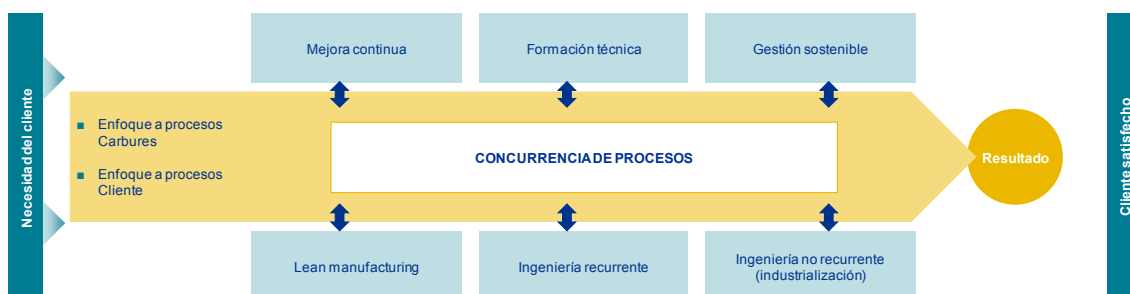 Necesidad del cliente
Mejora continua
Formación técnica
Gestión sostenible
■ Enfoque a procesos
Carbures
■ Enfoque a procesos
Cliente
CONCURRENCIA DE PROCESOS
Resultado
Lean manufacturing
Ingeniería recurrente
Ingeniería no recurrente
(industrialización)
Cliente satisfecho